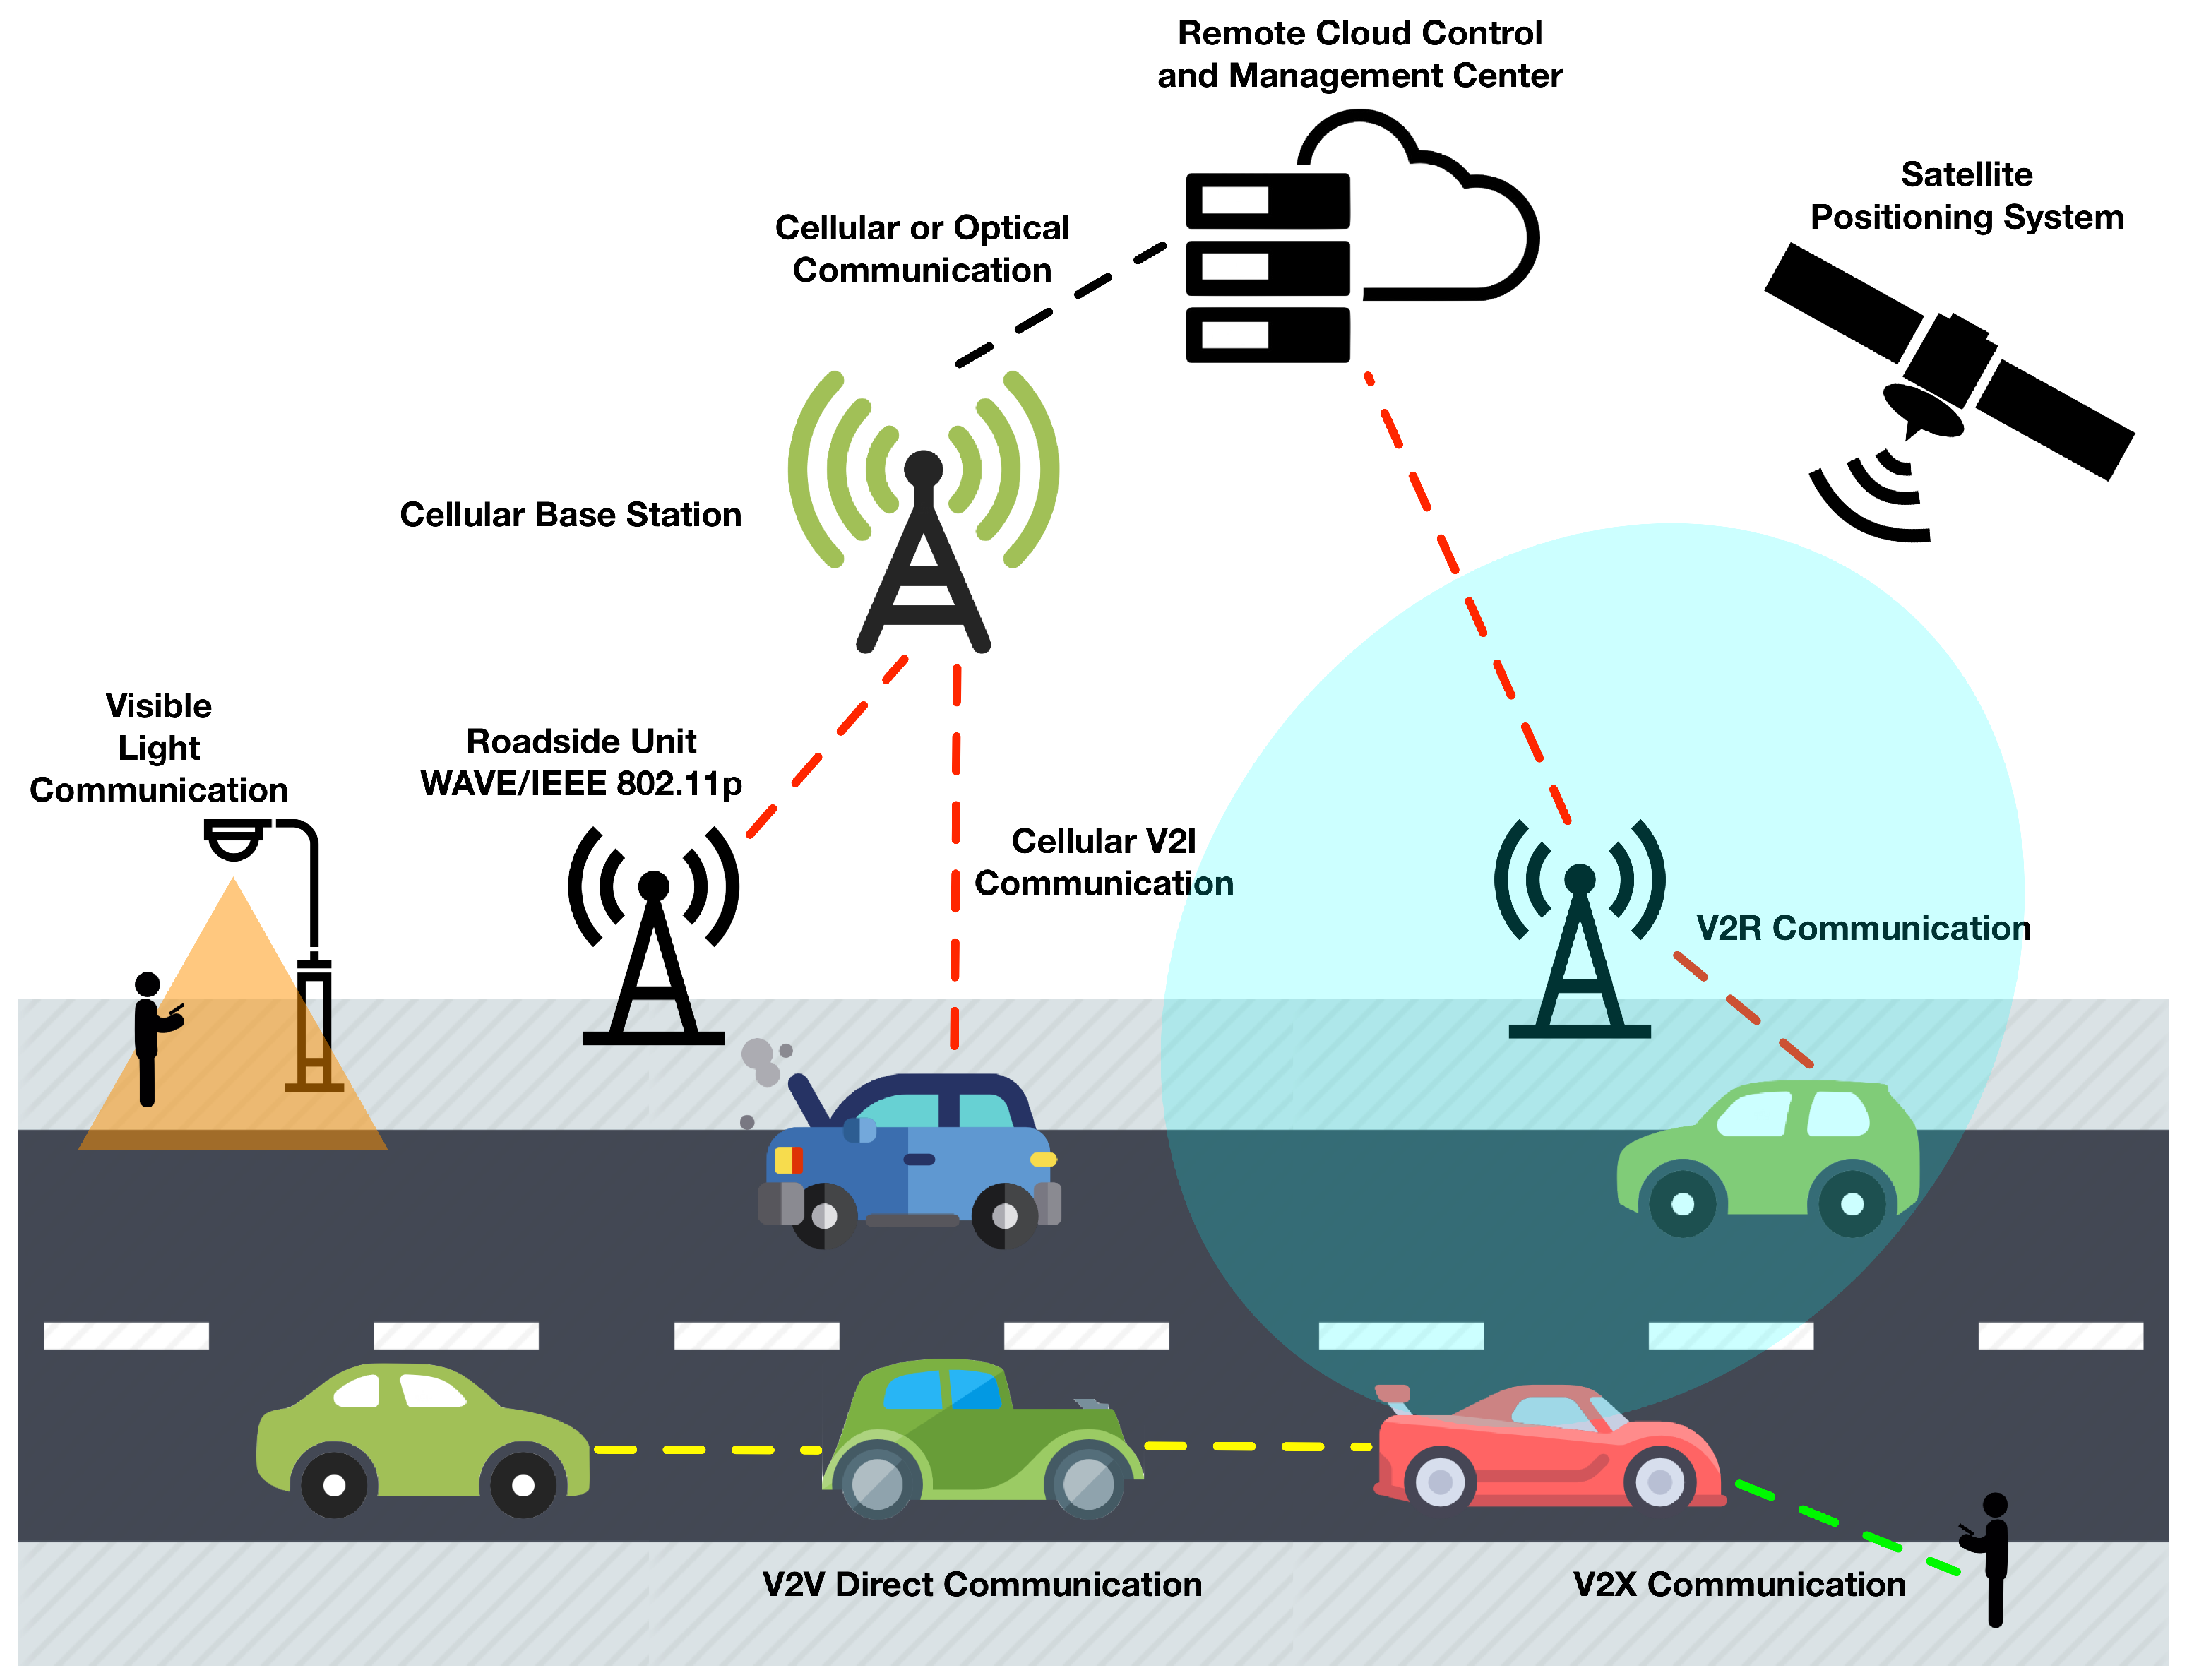 Remote Cloud Control
and Management Center
Satellite
Positioning System
Cellular or Optical
Communication
Cellular Base Station
Visible
Light
Communication
Roadside Unit
WAVE/IEEE 802.11p
Cellular V2I
Communication
V2R Communication
V2V Direct Communication
V2X Communication